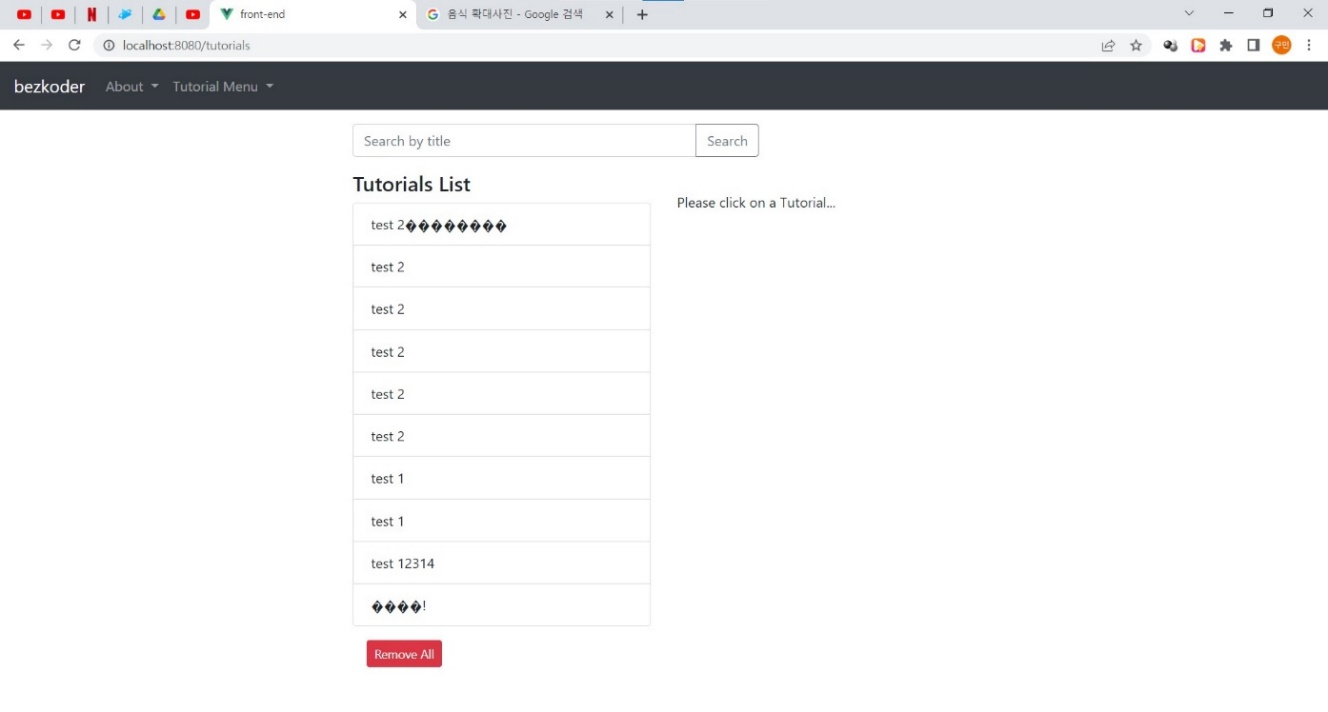 front-end
음식 확대사진 - Google 검색
localhost:8080/tutorials
구민
bezkoder About Tutorial Menu
Search by title Search
Tutorials List
Please click on a Tutorial...
test 2��������
test 2
test 2
test 2
test 2
test 2
test 1
test 1
test 12314
����!
Remove All